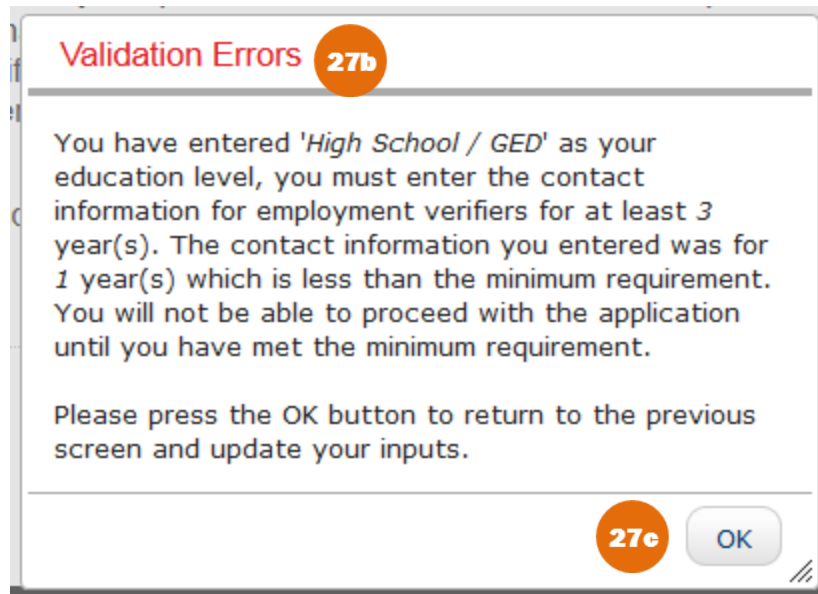 Validation Errors 27b
You have entered 'High School / GED' as your
education level, you must enter the contact
information for employment verifiers for at least 3
year(s). The contact information you entered was for
1 year(s) which is less than the minimum requirement.
You will not be able to proceed with the application
until you have met the minimum requirement.
Please press the OK button to return to the previous
screen and update your inputs.
27c OK